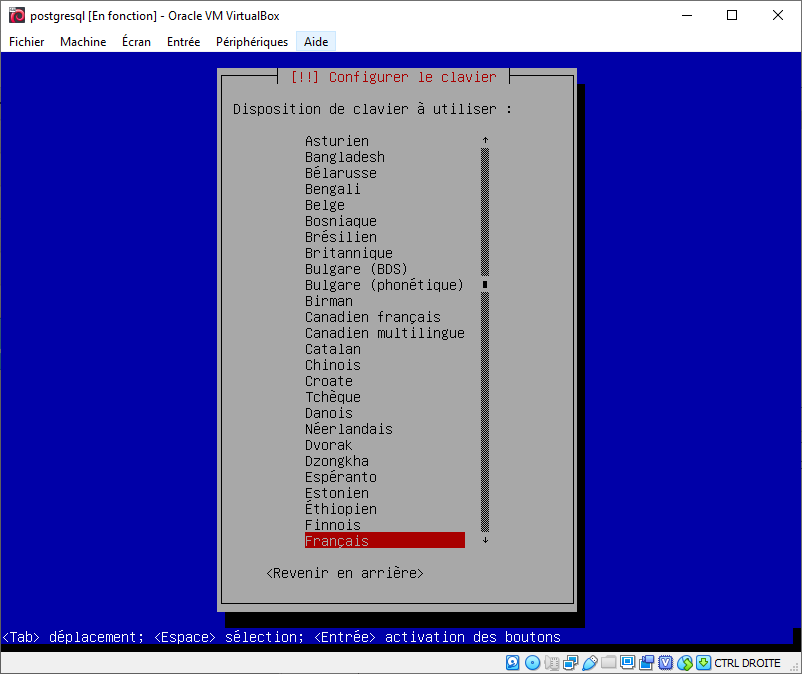 postgresql [En fonction] - Oracle VM VirtualBox
Fichier Machine Écran Entrée Périphériques Aide
[!!] Configurer le clavier
Disposition de clavier à utiliser :
Asturien
Bangladesh
Bélarusse
Bengali
Belge
Bosniaque
Brésilien
Britannique
Bulgare (BDS)
Bulgare (phonétique)
Birman
Canadien français
Canadien multilingue
Catalan
Chinois
Croate
Tchèque
Danois
Néerlandais
Dvorak
Dzongkha
Espéranto
Estonien
Éthiopien
Finnois
Français
<Revenir en arrière>
<Tab> déplacement; <Espace> sélection; <Entrée> activation des boutons
CTRL DROITE